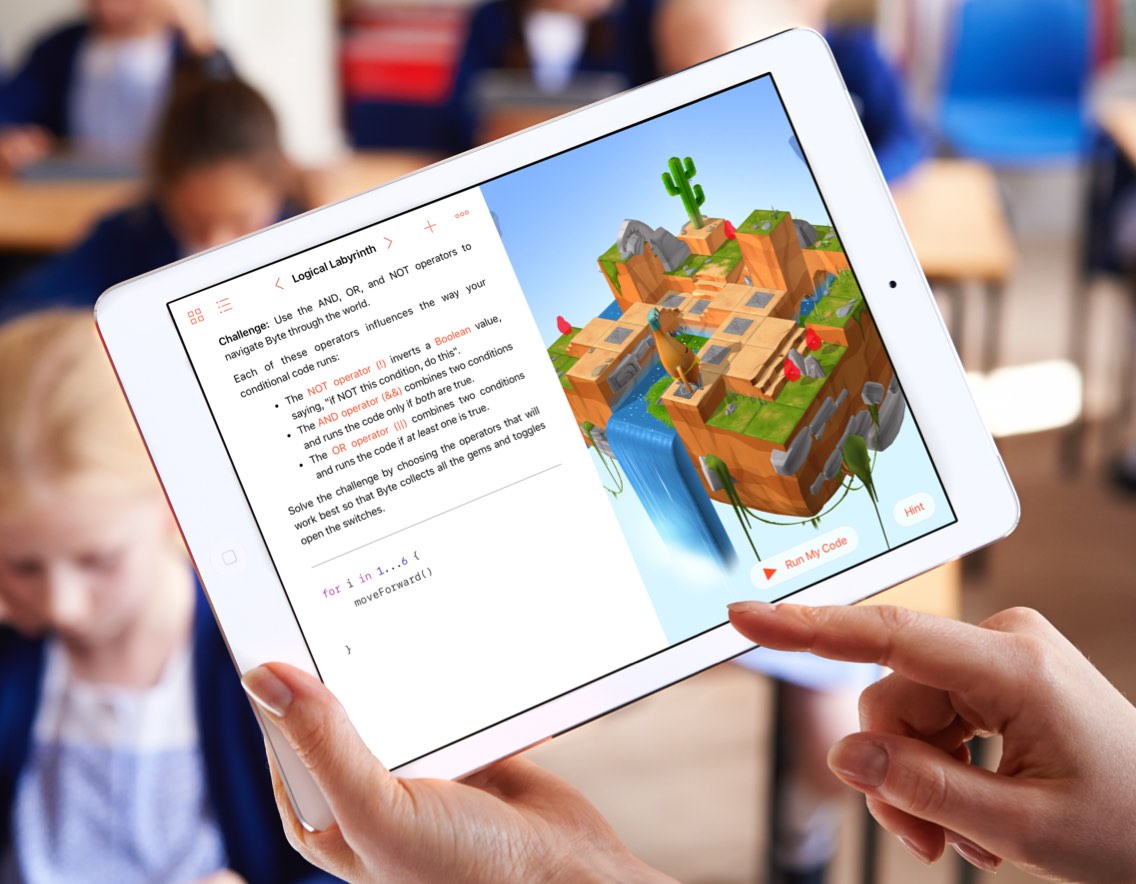 Logical Labyrinth
Challenge: Use the AND, OR, and NOT operators to
navigate Byte through the world.
Each of these operators influences the way your
conditional code runs:
• The NOT operator (!) inverts a Boolean value,
saying, "if NOT this condition, do this".
• The AND operator (&&) combines two conditions
and runs the code only if both are true.
• The OR operator (||) combines two conditions
and runs the code if at least one is true.
Solve the challenge by choosing the operators that will
work best so that Byte collects all the gems and toggles
open the switches.
for i in 1...6 {
moveForward()
}
Run My Code
Hint